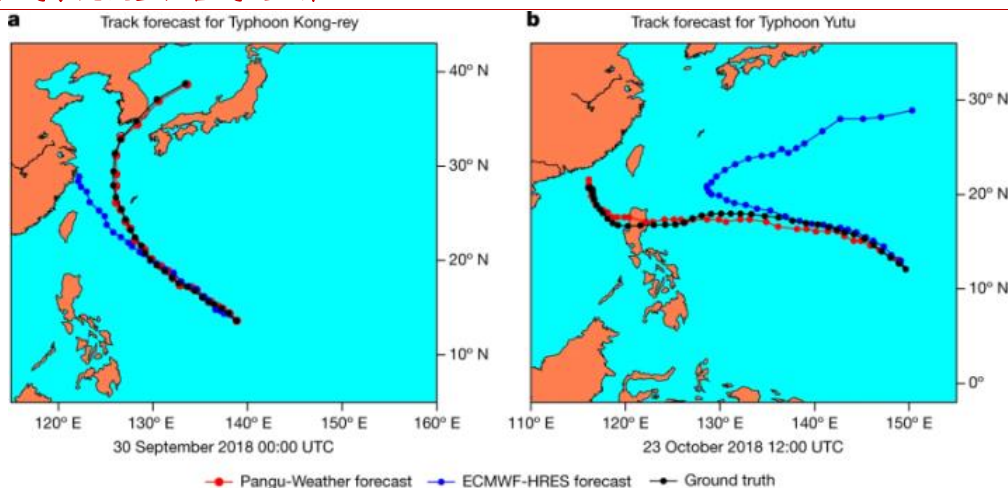 a Track forecast for Typhoon Kong-rey
40° N
30° N
20° N
10° N
120° E 130° E 140° E 150° E 160° E
30 September 2018 00:00 UTC
b Track forecast for Typhoon Yutu
30° N
20° N
10° N
0°
110° E 120° E 130° E 140° E 150° E
23 October 2018 12:00 UTC
Pangu-Weather forecast ECMWF-HRES forecast Ground truth